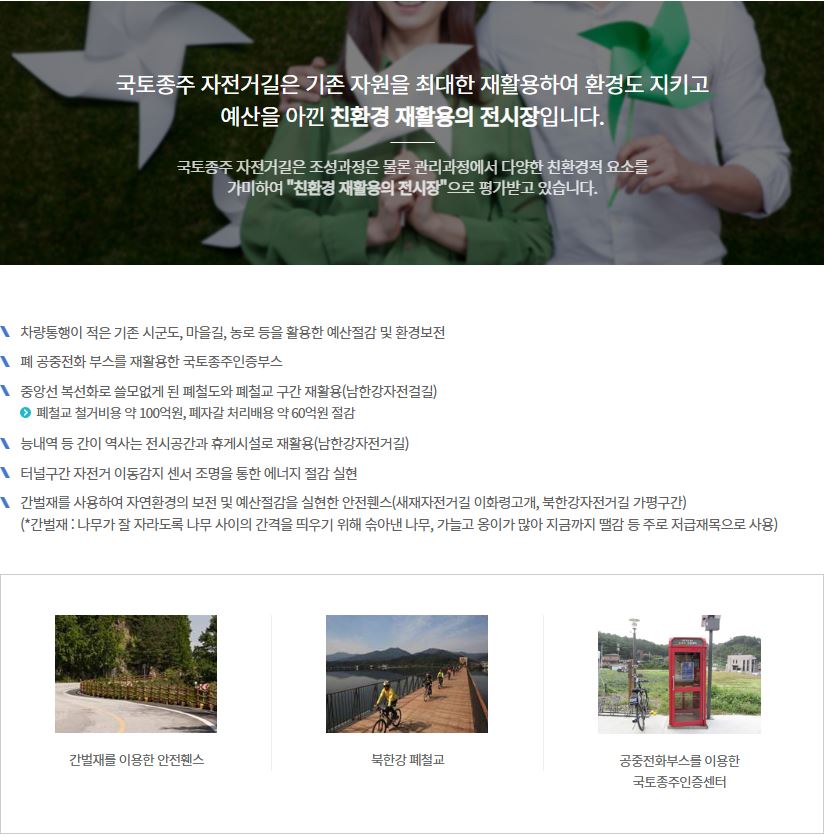 국토종주 자전거길은 기존 자원을 최대한 재활용하여 환경도 지키고
예산을 아낀 친환경 재활용의 전시장입니다.
국토종주 자전거길은 조성과정은 물론 관리과정에서 다양한 친환경적 요소를
가미하여 "친환경 재활용의 전시장"으로 평가받고 있습니다.
차량통행이 적은 기존 시군도, 마을길, 농로 등을 활용한 예산절감 및 환경보전
폐 공중전화 부스를 재활용한 국토종주인증부스
중앙선 복선화로 쓸모없게 된 폐철도와 폐철교 구간 재활용(남한강자전걸길)
폐철교 철거비용 약 100억원, 폐자갈 처리배용 약 60억원 절감
능내역 등 간이 역사는 전시공간과 휴게시설로 재활용(남한강자전거길)
터널구간 자전거 이동감지 센서 조명을 통한 에너지 절감 실현
간벌재를 사용하여 자연환경의 보전 및 예산절감을 실현한 안전휀스(새재자전거길 이화령고개, 북한강자전거길 가평구간)
(*간벌재 : 나무가 잘 자라도록 나무 사이의 간격을 띄우기 위해 솎아낸 나무, 가늘고 옹이가 많아 지금까지 땔감 등 주로 저급재목으로 사용)
간벌재를 이용한 안전휀스
북한강 폐철교
공중전화부스를 이용한
국토종주인증센터